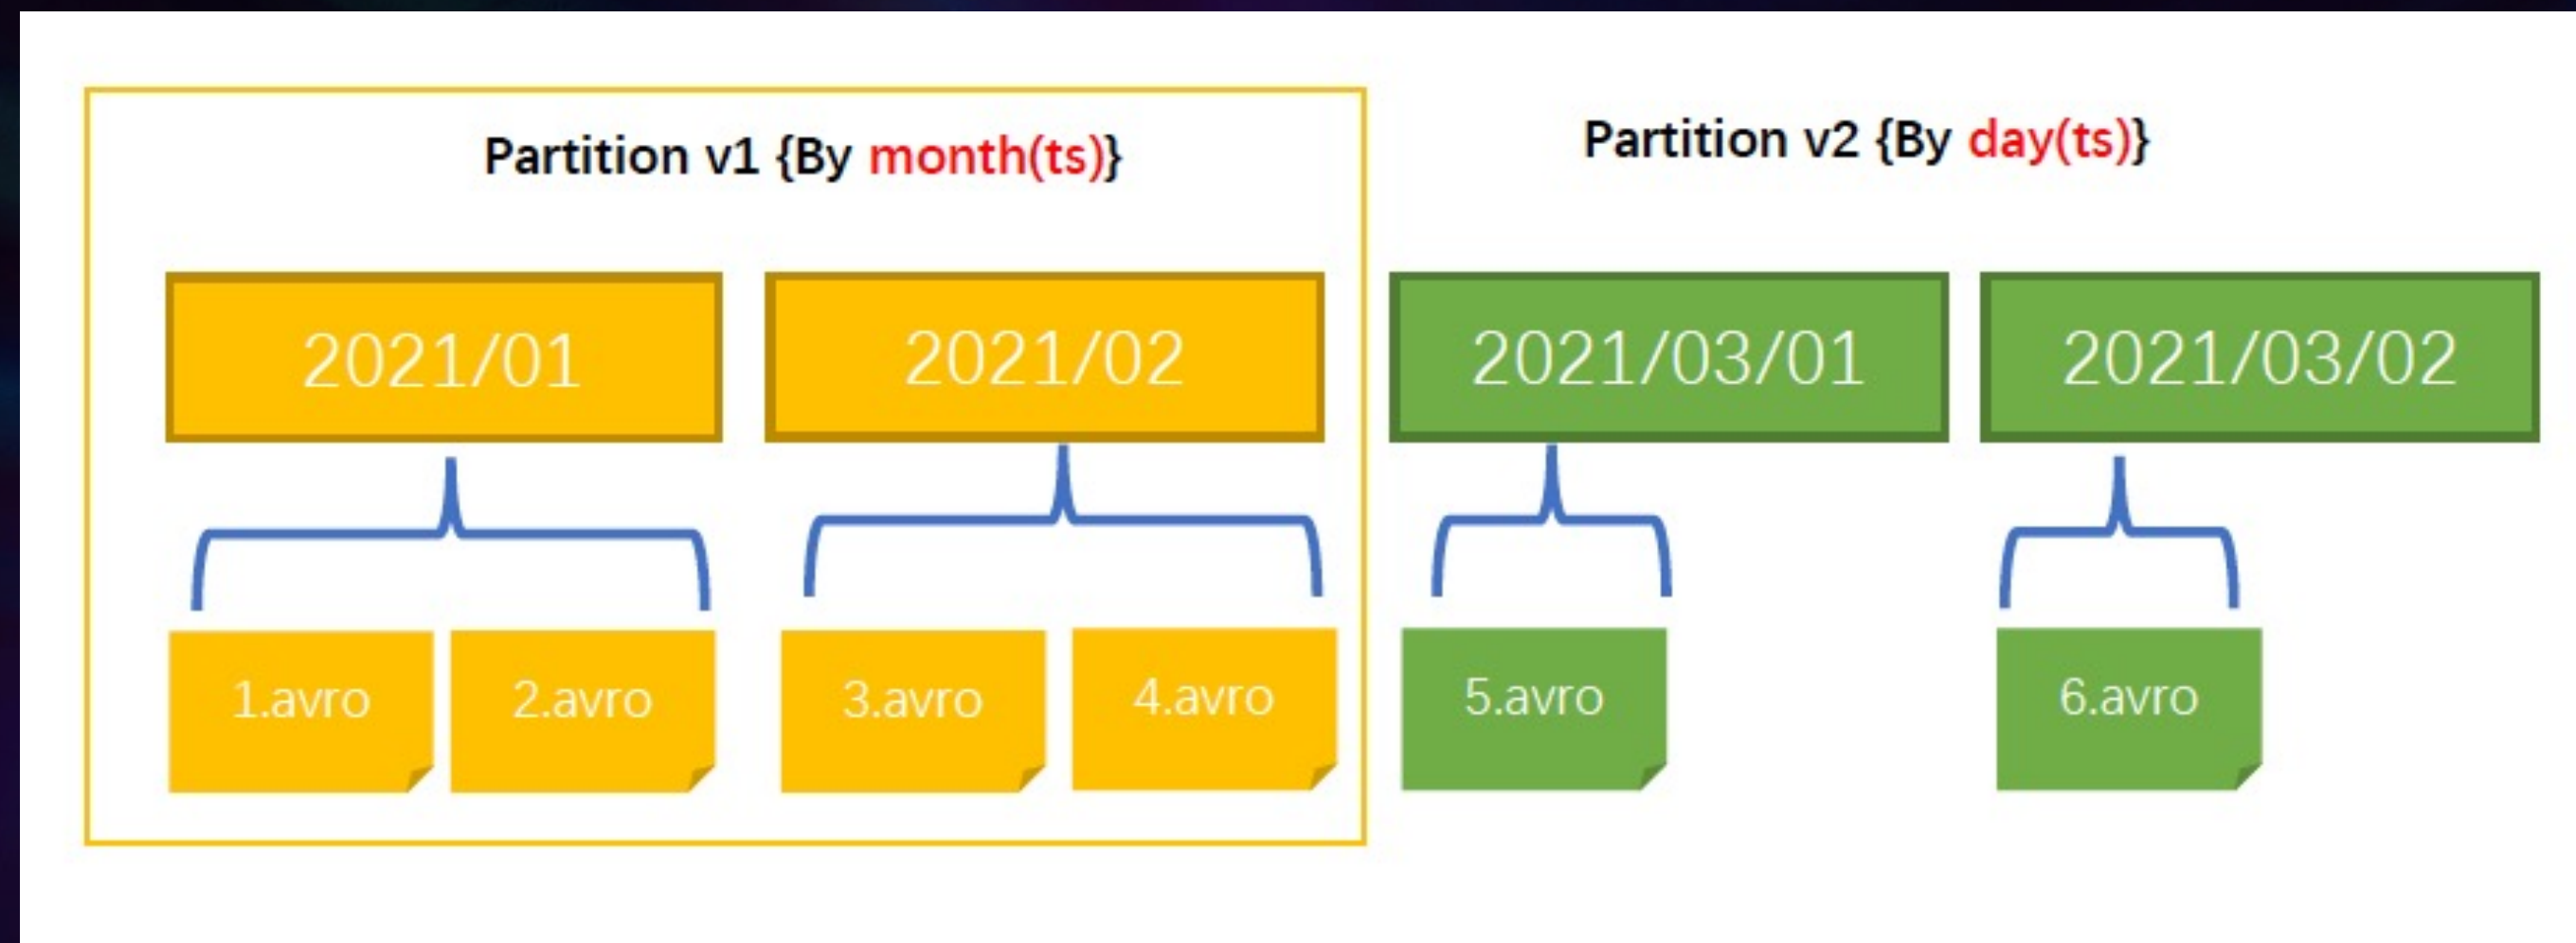 Partition v1 {By month(ts)}
Partition v2 {By day(ts)}
2021/01
2021/02
2021/03/01
2021/03/02
1.avro
2.avro
3.avro
4.avro
5.avro
6.avro